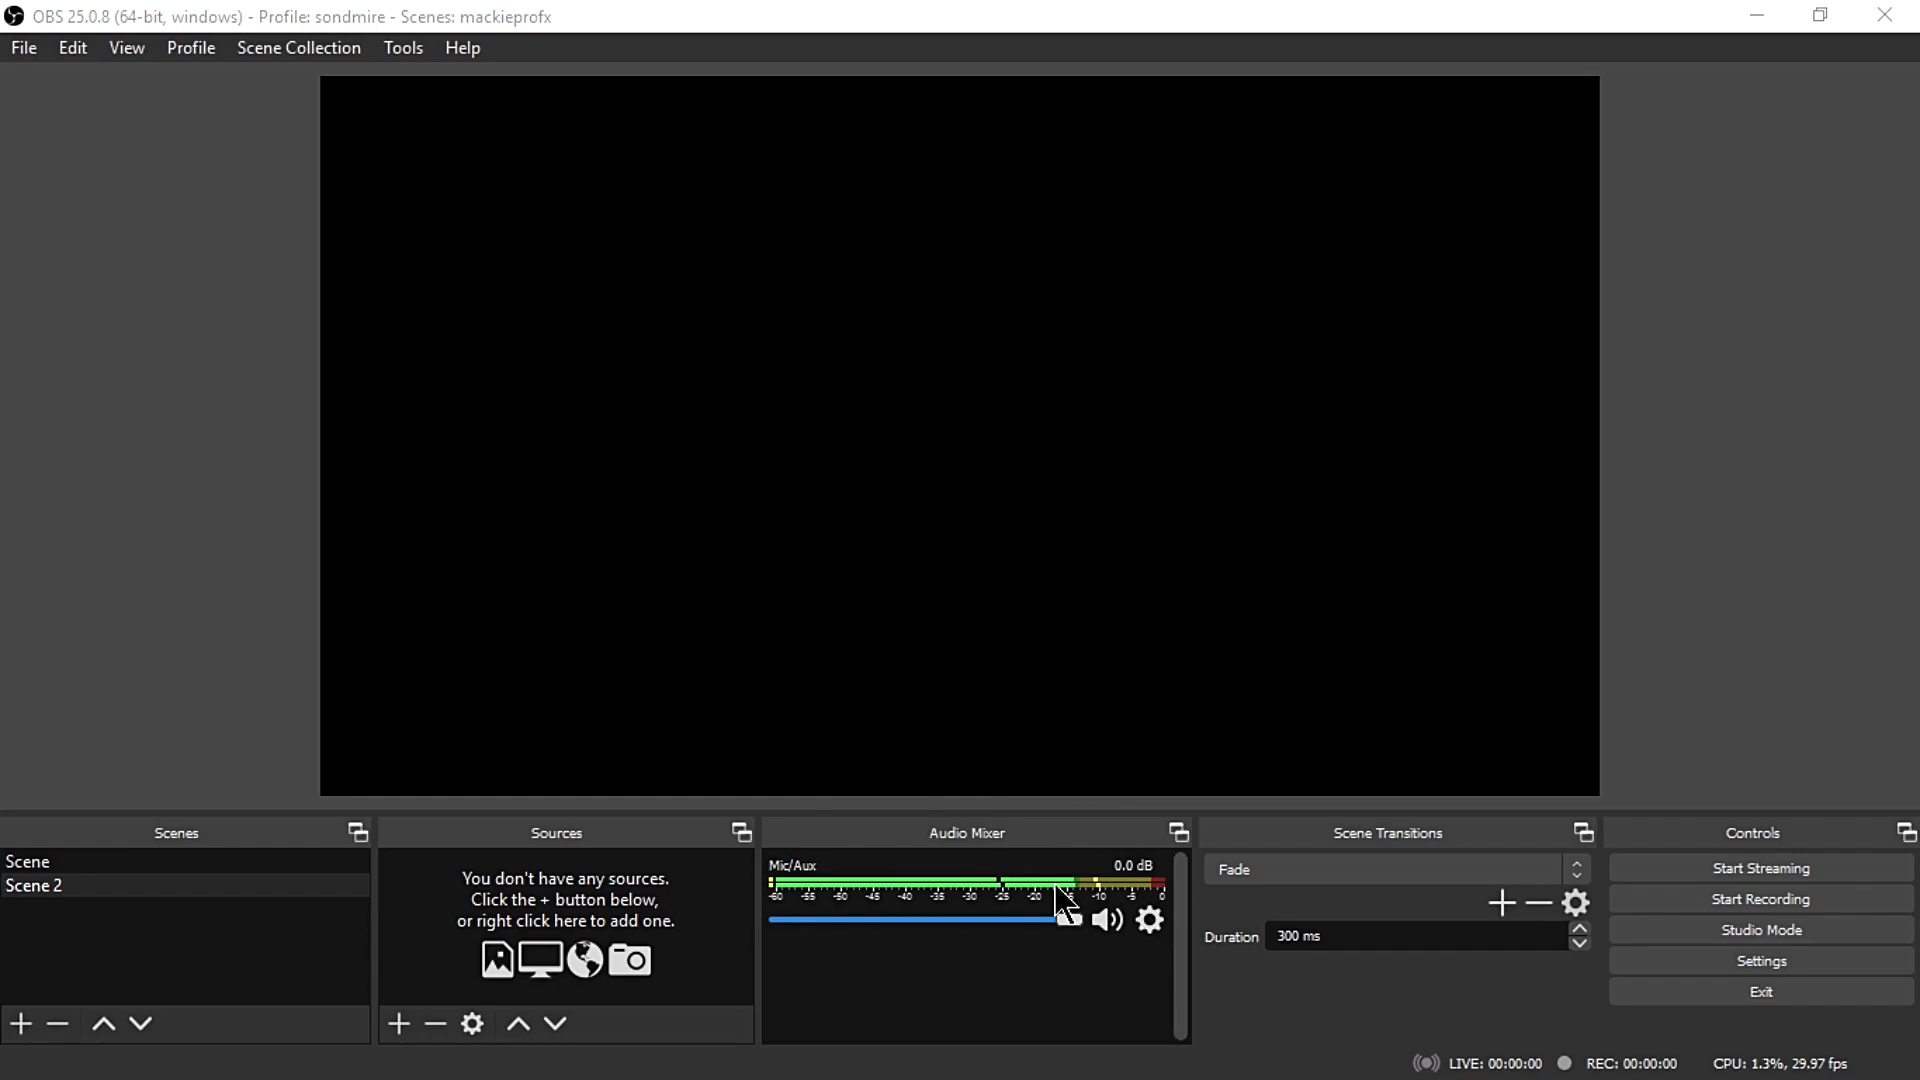 OBS 25.0.8 (64-bit, windows) - Profile: sondmire - Scenes: mackieprofx
File Edit View Profile Scene Collection Tools Help
Scenes
Scene
Scene 2
Sources
You don't have any sources.
Click the + button below,
or right click here to add one.
Audio Mixer
Mic/Aux 0.0 dB
-60 -55 -50 -45 -40 -35 -30 -25 -20 -10 -5 0
Scene Transitions
Fade
Duration 300 ms
Controls
Start Streaming
Start Recording
Studio Mode
Settings
Exit
LIVE: 00:00:00 REC: 00:00:00 CPU: 1.3%, 29.97 fps